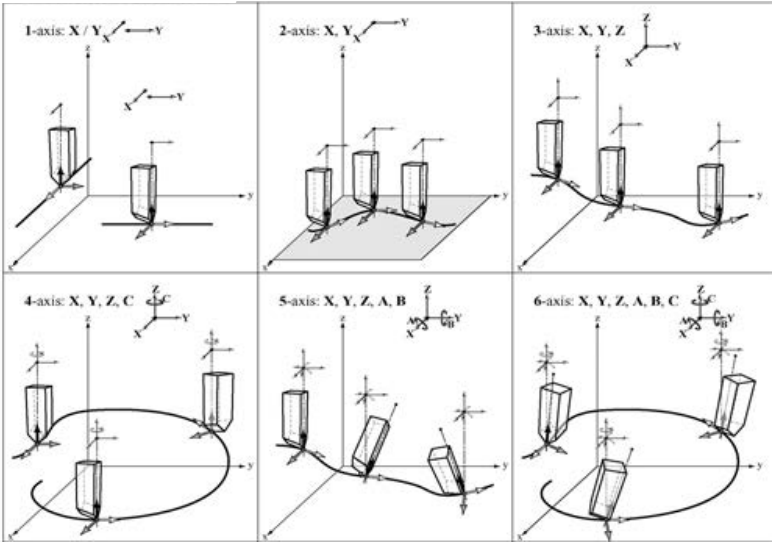 1-axis: X / Y
X Y
z
X Y
y
x
2-axis: X, Y
X Y
z
y
x
3-axis: X, Y, Z
Z
X Y
z
y
x
4-axis: X, Y, Z, C
Z
C
X Y
z
y
x
5-axis: X, Y, Z, A, B
Z
A Y
X B
z
y
x
6-axis: X, Y, Z, A, B, C
Z
C
A Y
X B
z
y
x